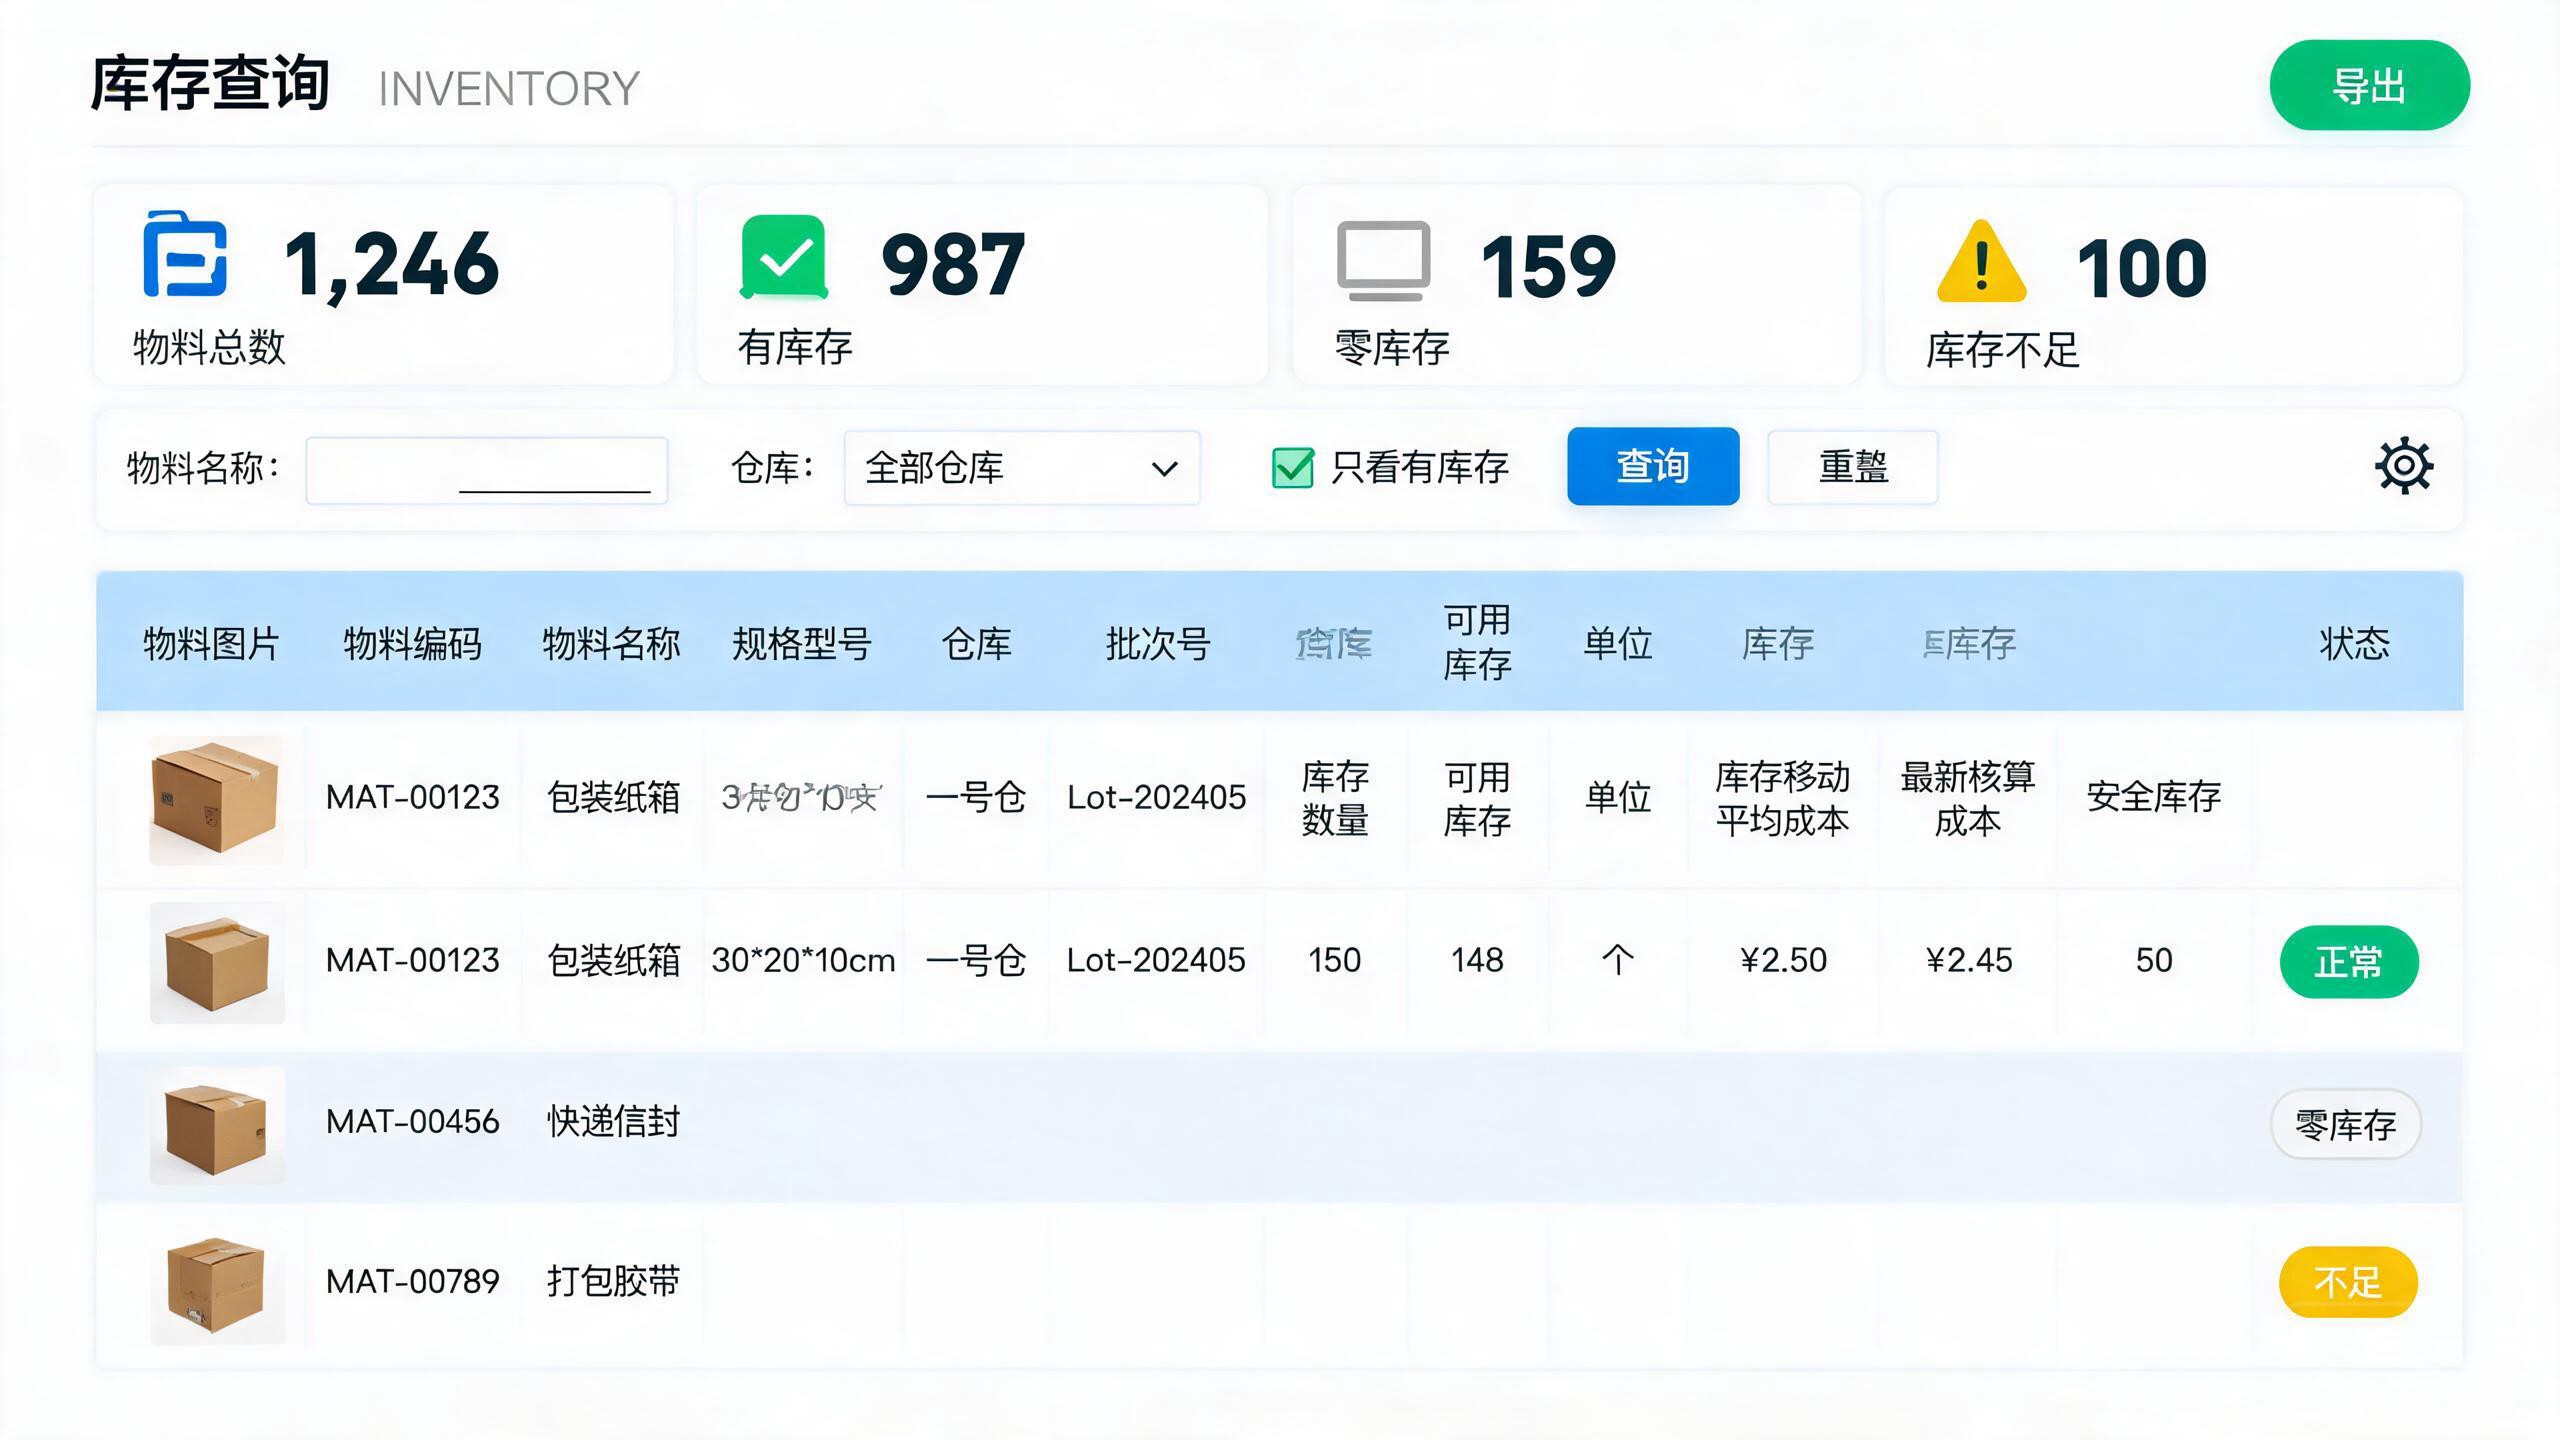 库存查询 INVENTORY 导出
1,246 987 159 100
物料总数 有库存 零库存 库存不足
物料名称： 仓库： 全部仓库 只看有库存 查询 重整
物料图片 物料编码 物料名称 规格型号 仓库 批次号 可用库存 单位 库存 库存 状态
MAT-00123 包装纸箱 一号仓 Lot-202405 库存数量 可用库存 单位 库存移动平均成本 最新核算成本 安全库存
MAT-00123 包装纸箱 30*20*10cm 一号仓 Lot-202405 150 148 个 ¥2.50 ¥2.45 50 正常
MAT-00456 快递信封 零库存
MAT-00789 打包胶带 不足